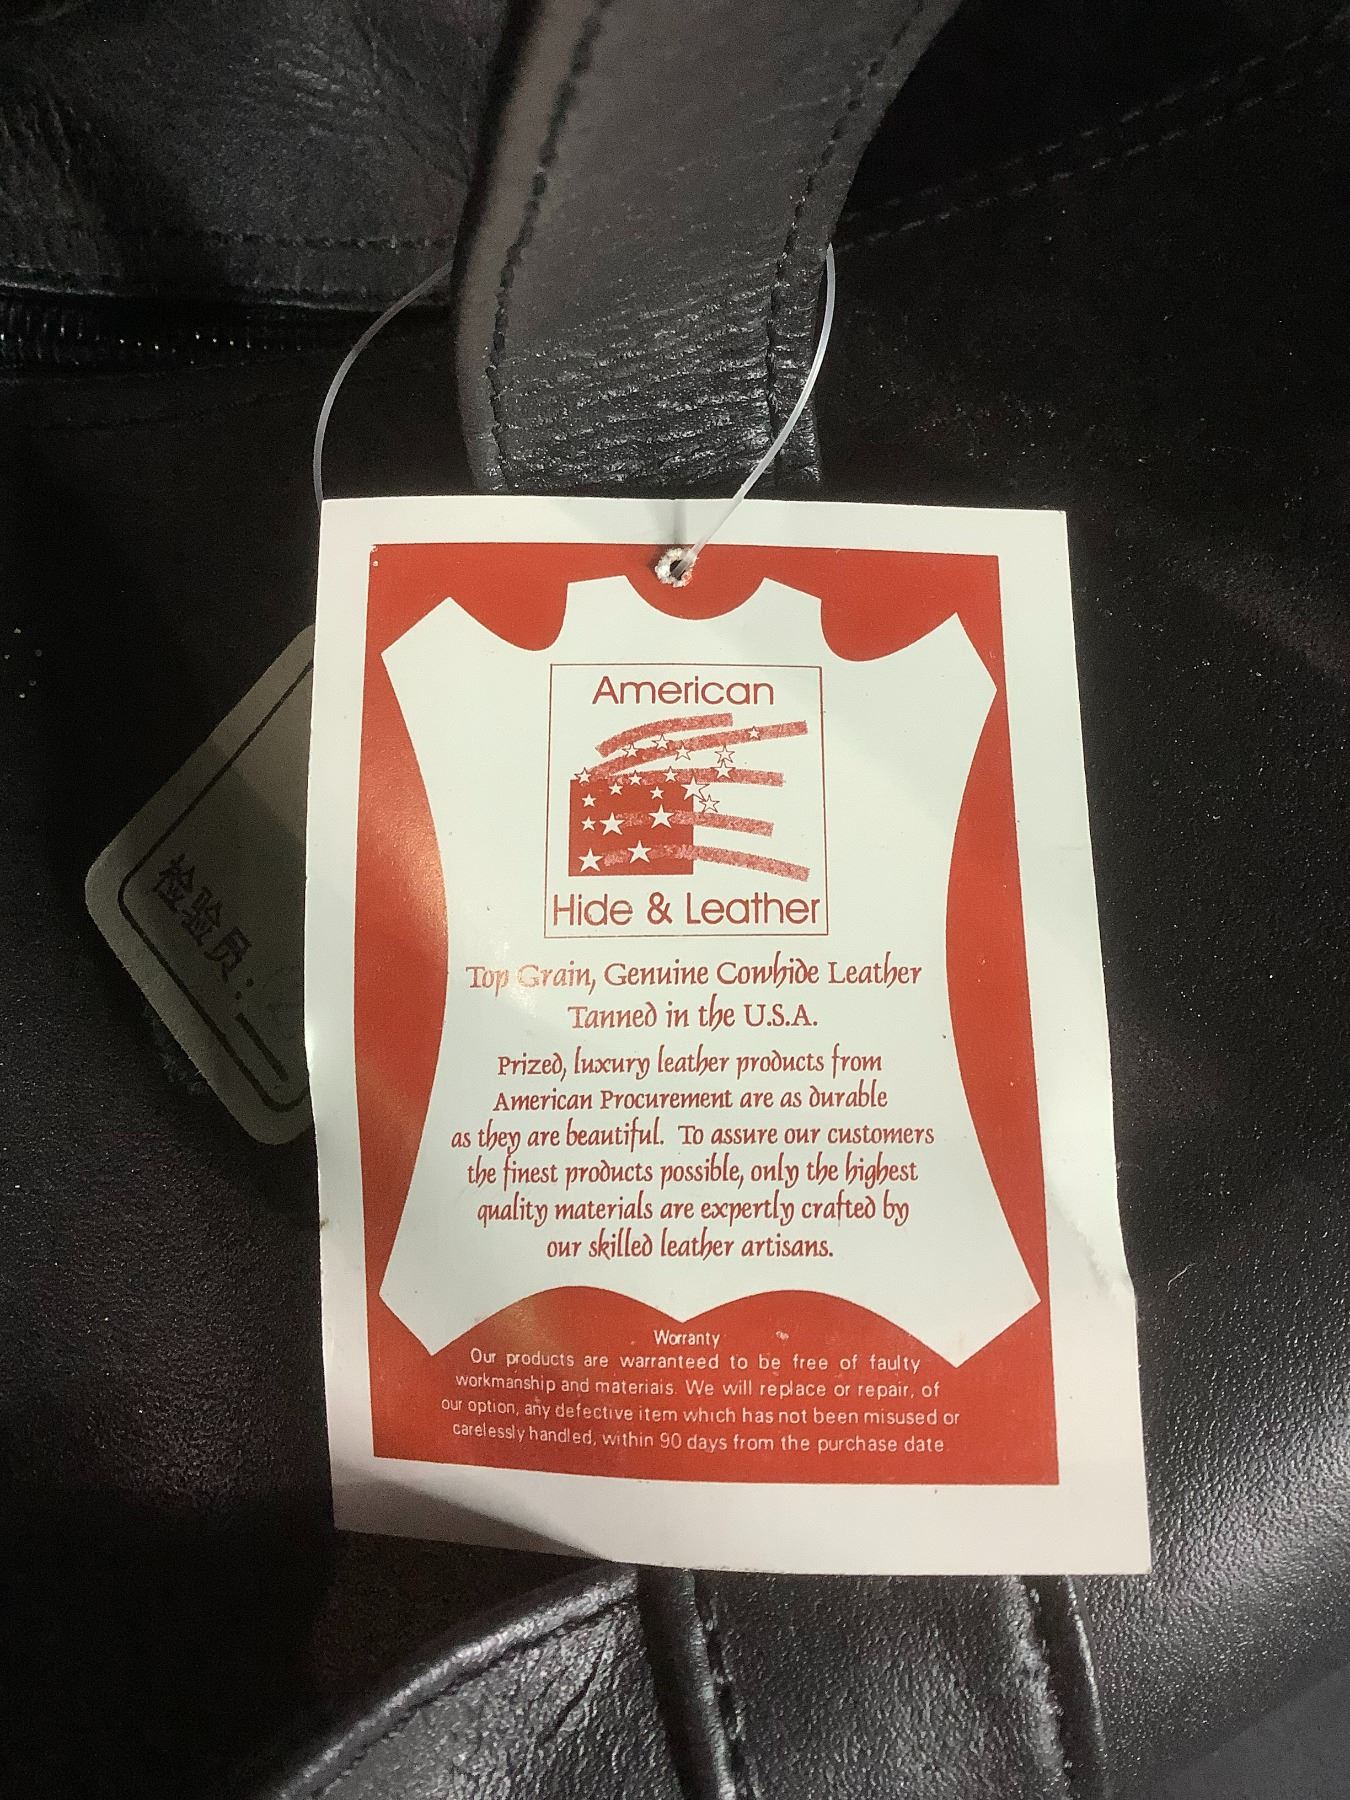 American
Hide & Leather
Top Grain, Genuine Cowhide Leather
Tanned in the U.S.A.
Prized, luxury leather products from
American Procurement are as durable
as they are beautiful. To assure our customers
the finest products possible, only the highest
quality materials are expertly crafted by
our skilled leather artisans.
Warranty
Our products are warranteed to be free of faulty
workmanship and materials. We will replace or repair, of
our option, any defective item which has not been misused or
carelessly handled, within 90 days from the purchase date
检验员: